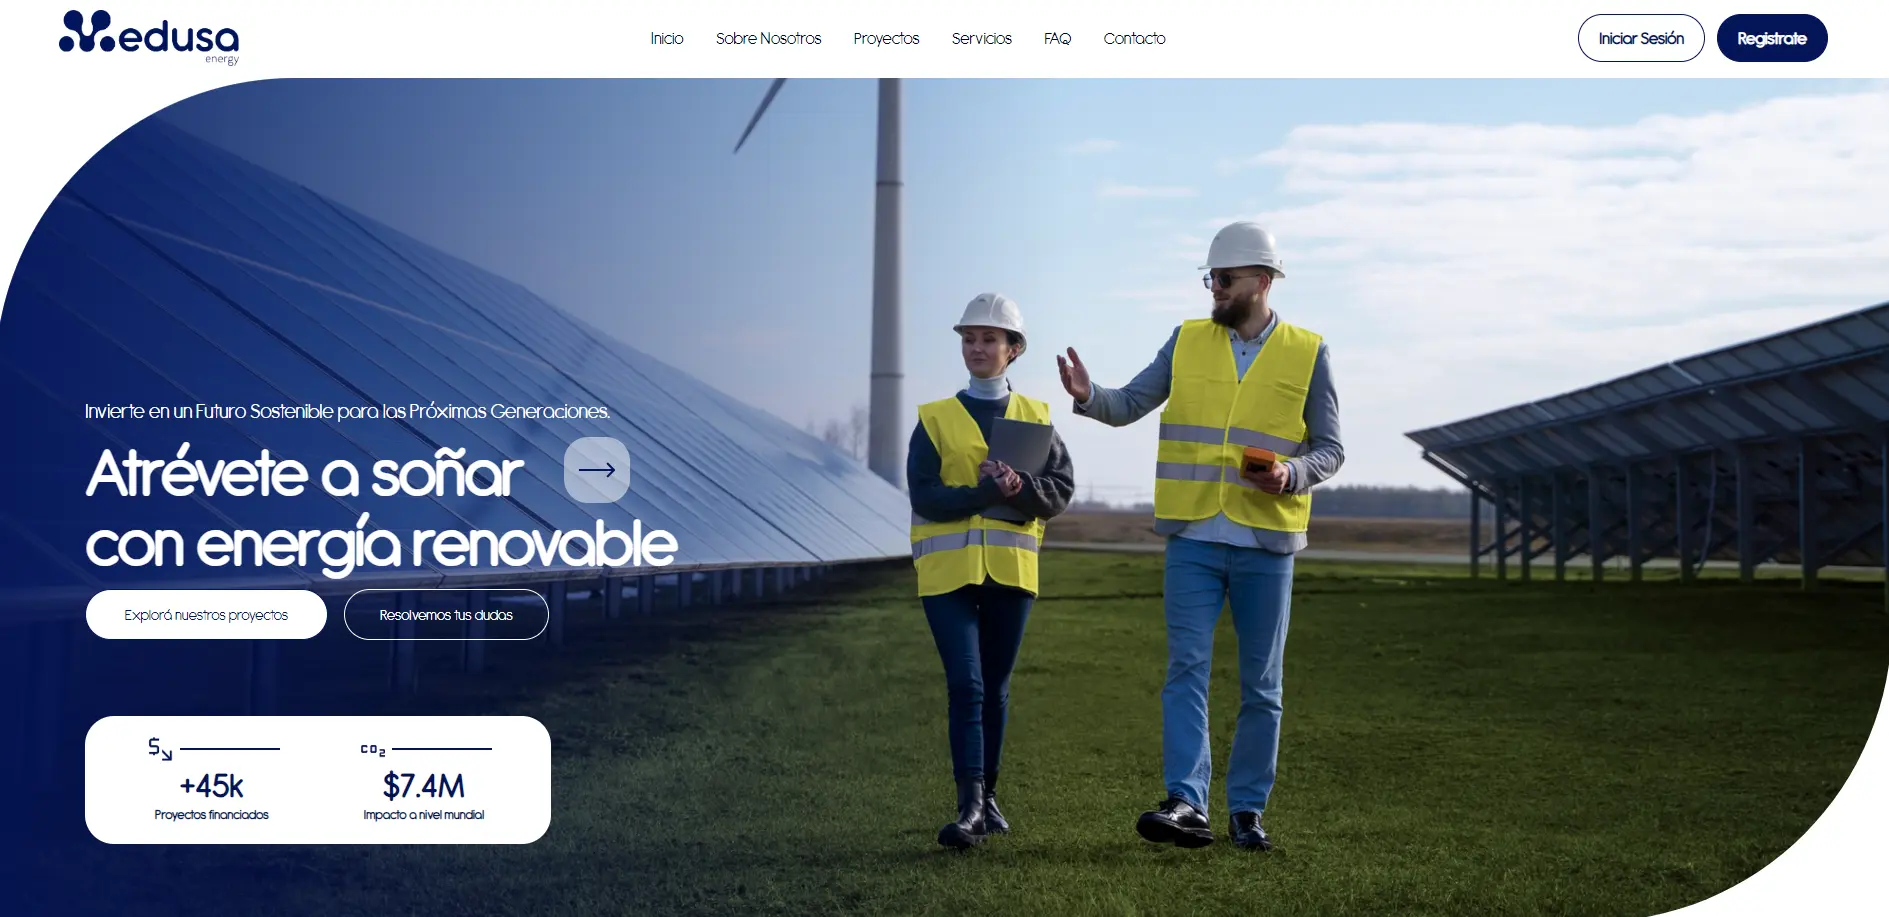 Medusa
energy
Inicio
Sobre Nosotros
Proyectos
Servicios
FAQ
Contacto
Iniciar Sesión
Registrate
Invierte en un Futuro Sostenible para las Próximas Generaciones.
Atrévete a soñar
con energía renovable
Explorá nuestros proyectos
Resolvemos tus dudas
$
+45k
Proyectos financiados
CO2
$7.4M
Impacto a nivel mundial